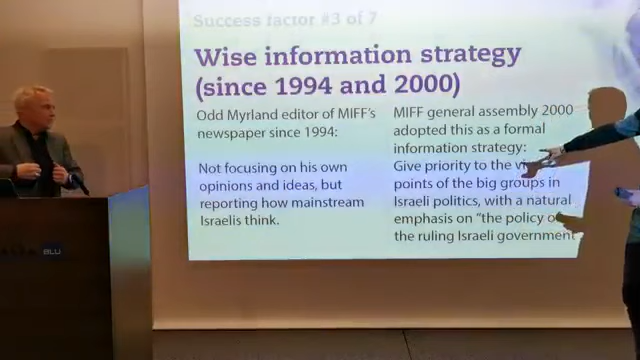 Success factor #3 of 7
Wise information strategy
(since 1994 and 2000)
Odd Myrland editor of MIFF's
newspaper since 1994:
Not focusing on his own
opinions and ideas, but
reporting how mainstream
Israelis think.
MIFF general assembly 2000
adopted this as a formal
information strategy:
Give priority to the
points of the big groups in
Israeli politics, with a natural
emphasis on "the policy
the ruling Israeli government
BLU